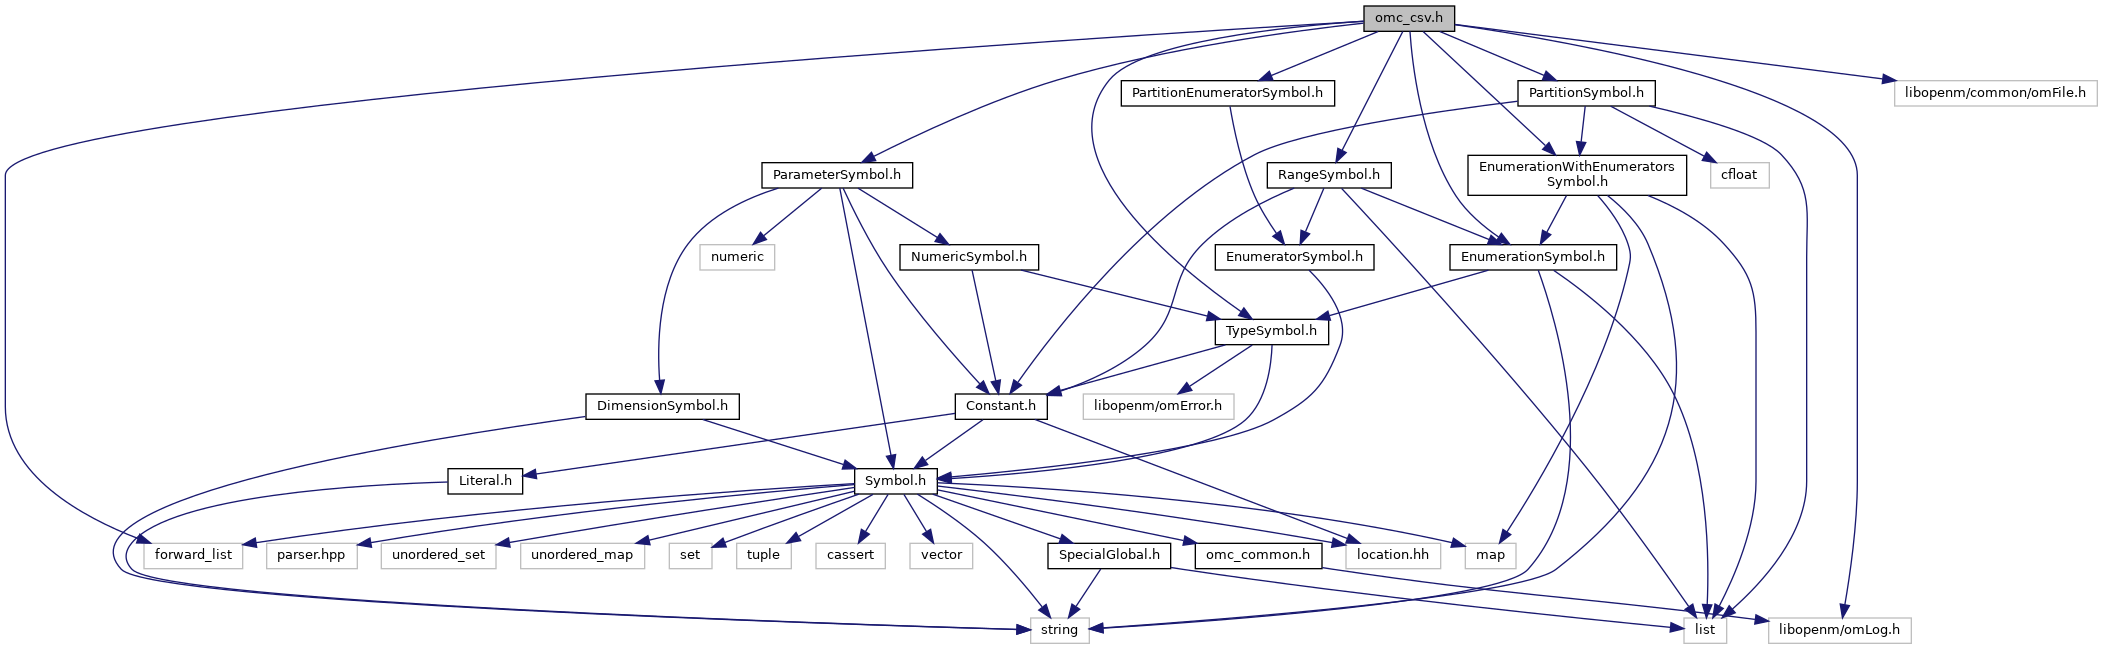 omc_csv.h
PartitionEnumeratorSymbol.h
PartitionSymbol.h
libopenm/common/omFile.h
ParameterSymbol.h
RangeSymbol.h
EnumerationWithEnumerators
Symbol.h
cfloat
numeric
NumericSymbol.h
EnumeratorSymbol.h
EnumerationSymbol.h
TypeSymbol.h
DimensionSymbol.h
Constant.h
libopenm/omError.h
Literal.h
Symbol.h
forward_list
parser.hpp
unordered_set
unordered_map
set
tuple
cassert
vector
SpecialGlobal.h
omc_common.h
location.hh
map
string
list
libopenm/omLog.h